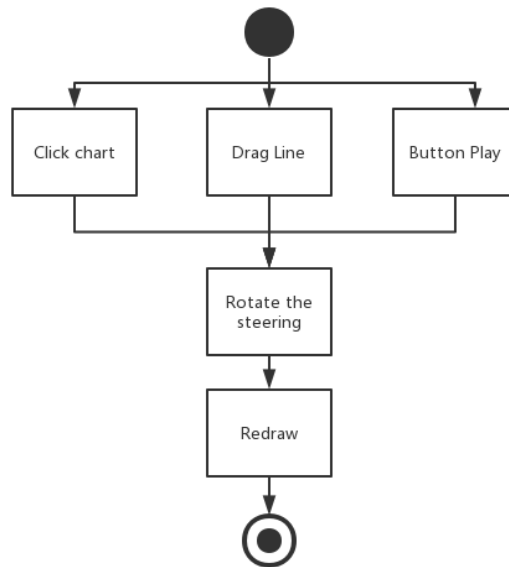 Click chart
Drag Line
Button Play
Rotate the
steering
Redraw